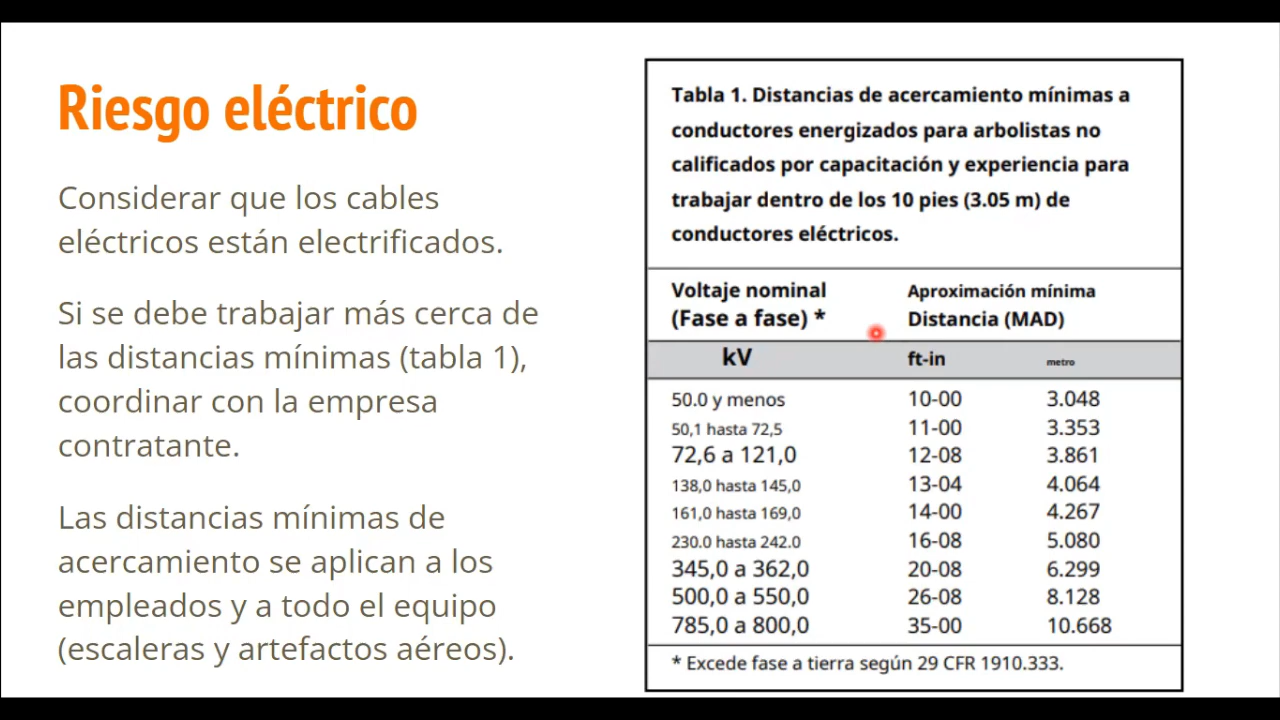 Riesgo eléctrico
Considerar que los cables
eléctricos están electrificados.
Si se debe trabajar más cerca de
las distancias mínimas (tabla 1),
coordinar con la empresa
contratante.
Las distancias mínimas de
acercamiento se aplican a los
empleados y a todo el equipo
(escaleras y artefactos aéreos).
Tabla 1. Distancias de acercamiento mínimas a
conductores energizados para arbolistas no
calificados por capacitación y experiencia para
trabajar dentro de los 10 pies (3.05 m) de
conductores eléctricos.
Voltaje nominal Aproximación mínima
(Fase a fase) * Distancia (MAD)
kV ft-in metro
50.0 y menos 10-00 3.048
50,1 hasta 72,5 11-00 3.353
72,6 a 121,0 12-08 3.861
138,0 hasta 145,0 13-04 4.064
161,0 hasta 169,0 14-00 4.267
230.0 hasta 242.0 16-08 5.080
345,0 a 362,0 20-08 6.299
500,0 a 550,0 26-08 8.128
785,0 a 800,0 35-00 10.668
* Excede fase a tierra según 29 CFR 1910.333.